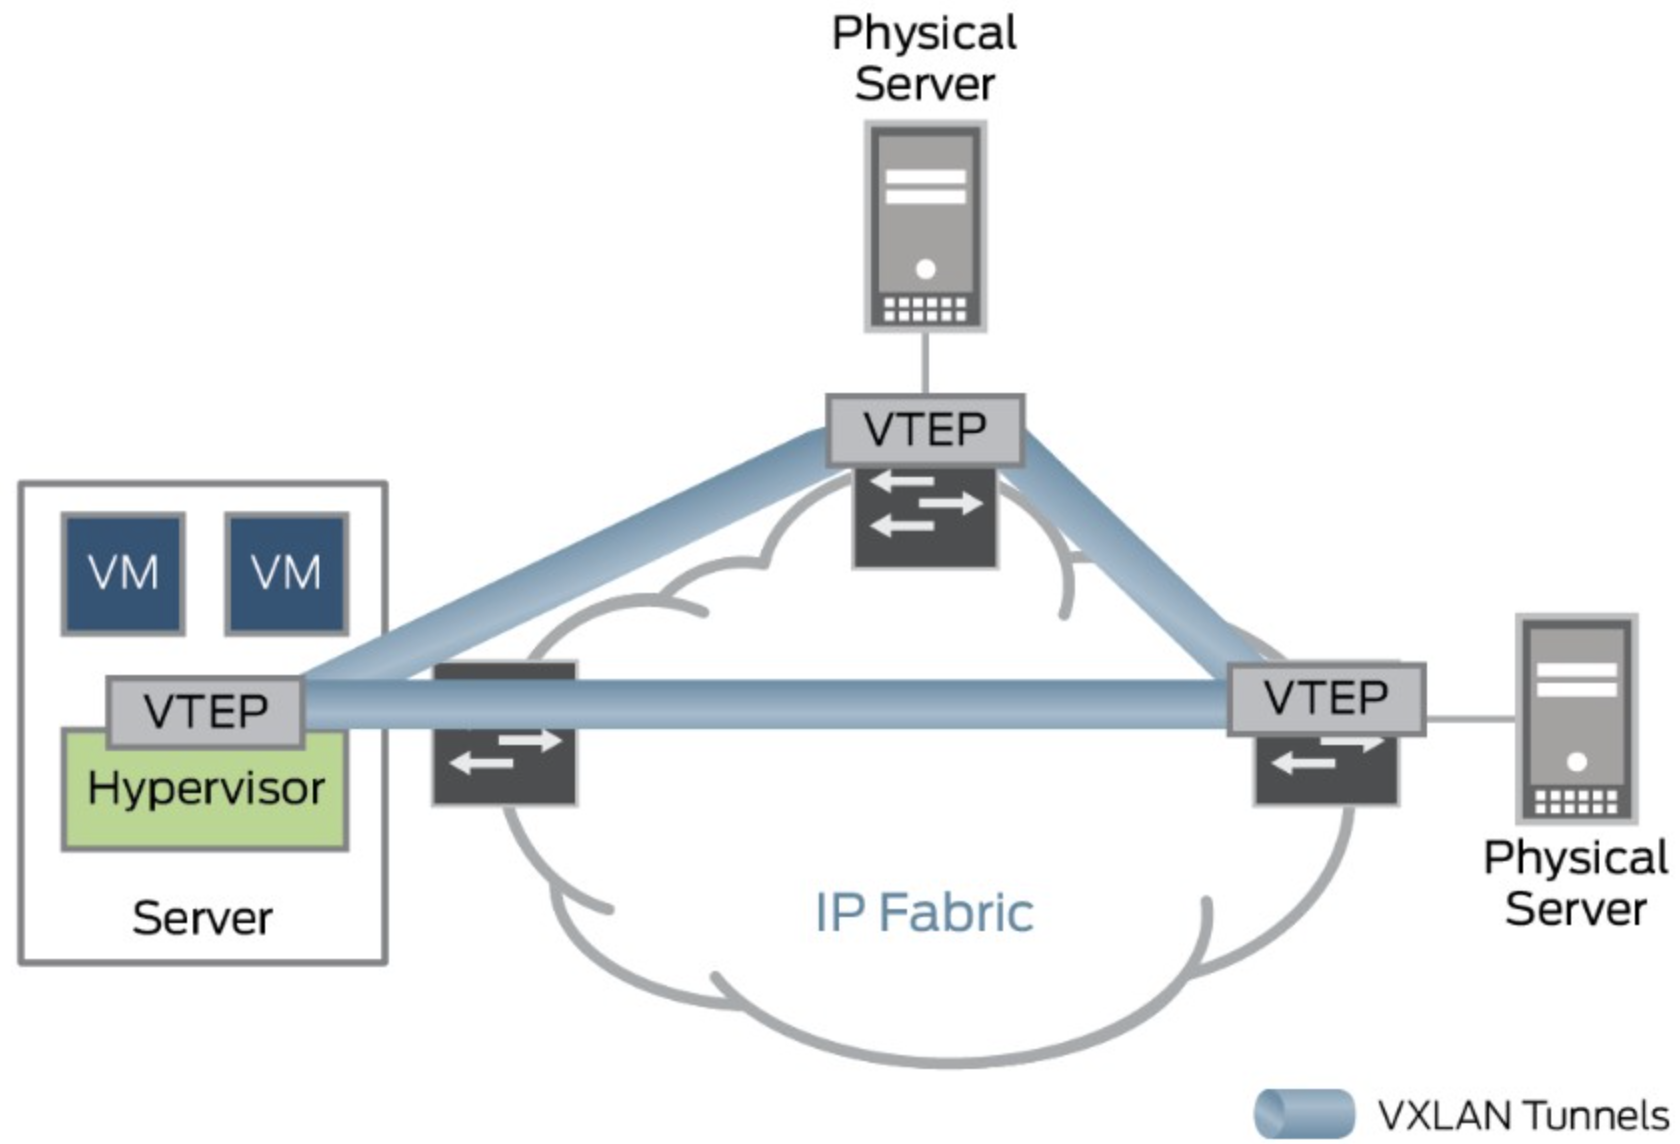 Physical
Server
VTEP
VM VM
VTEP
VTEP
Hypervisor
Server
IP Fabric
Physical
Server
VXLAN Tunnels